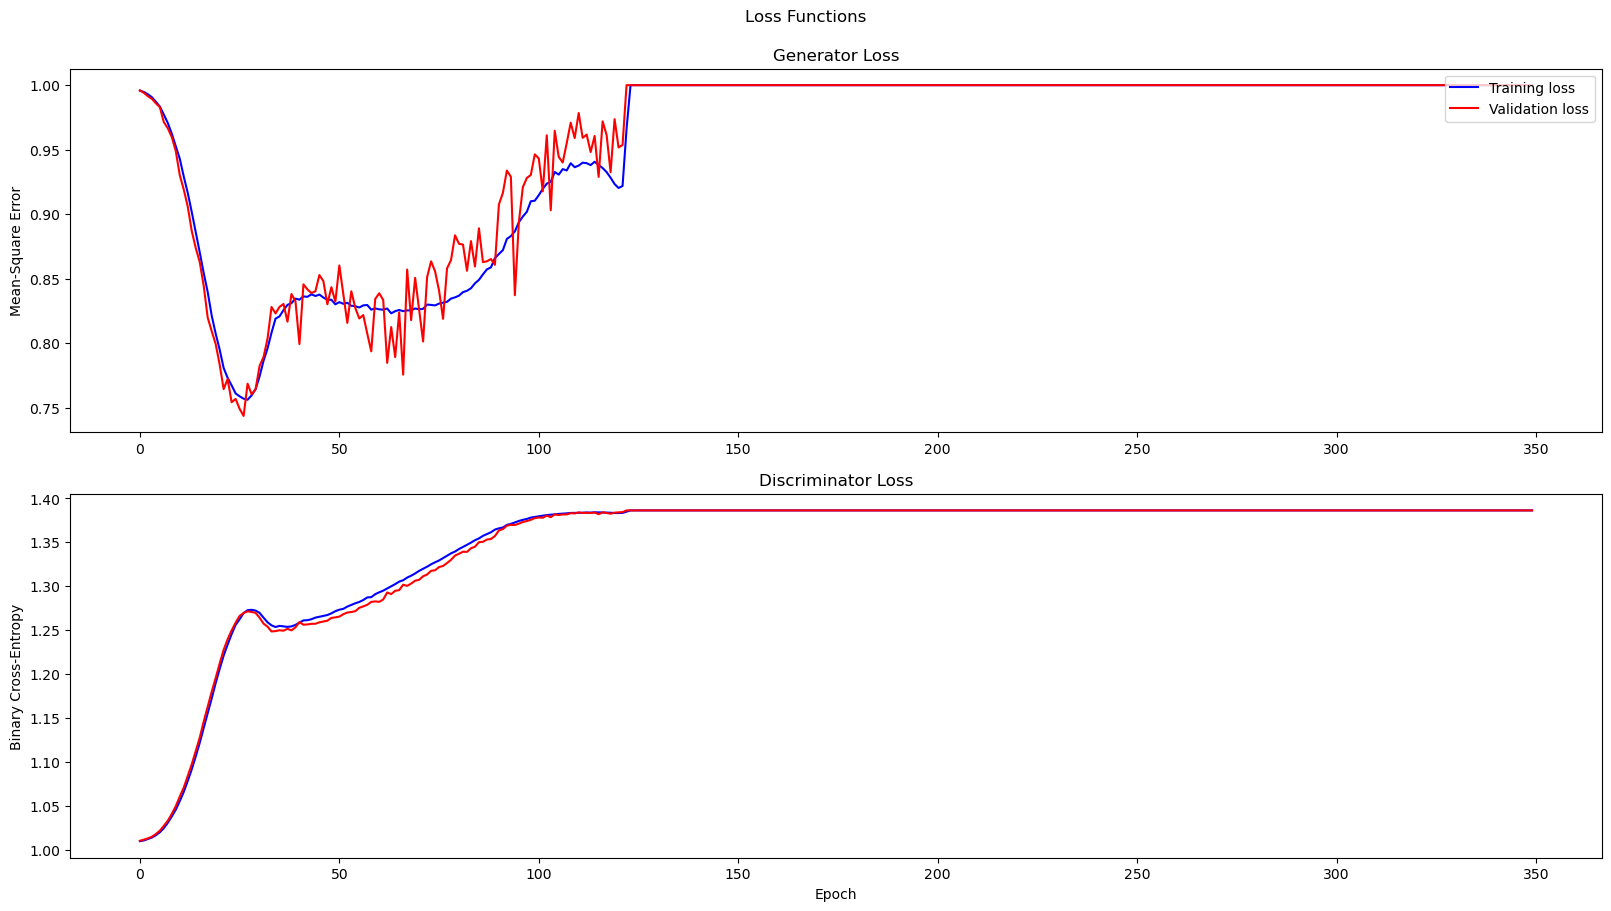 Loss Functions
Generator Loss
Mean-Square Error
1.00
0.95
0.90
0.85
0.80
0.75
Training loss
Validation loss
0 50 100 150 200 250 300 350
Discriminator Loss
Binary Cross-Entropy
1.40
1.35
1.30
1.25
1.20
1.15
1.10
1.05
1.00
0 50 100 150 200 250 300 350
Epoch